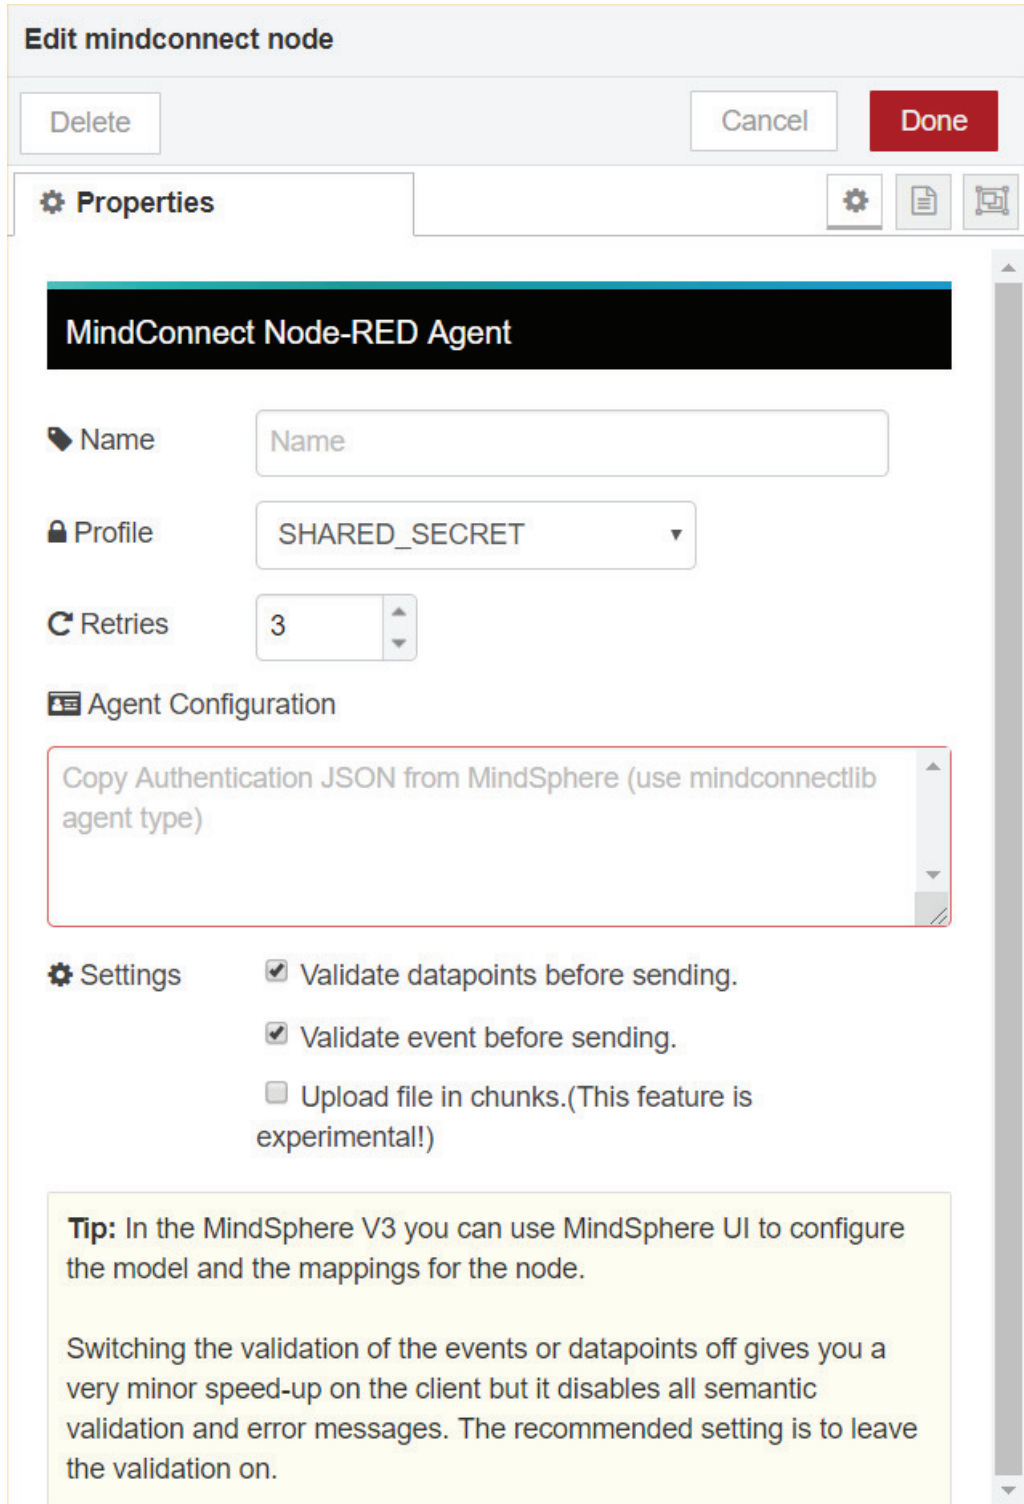 Edit mindconnect node
Delete
Cancel
Done
Properties
MindConnect Node-RED Agent
Name
Name
Profile
SHARED_SECRET
Retries
3
Agent Configuration
Copy Authentication JSON from MindSphere (use mindconnectlib
agent type)
Settings
Validate datapoints before sending.
Validate event before sending.
Upload file in chunks.(This feature is
experimental!)
Tip: In the MindSphere V3 you can use MindSphere UI to configure
the model and the mappings for the node.
Switching the validation of the events or datapoints off gives you a
very minor speed-up on the client but it disables all semantic
validation and error messages. The recommended setting is to leave
the validation on.